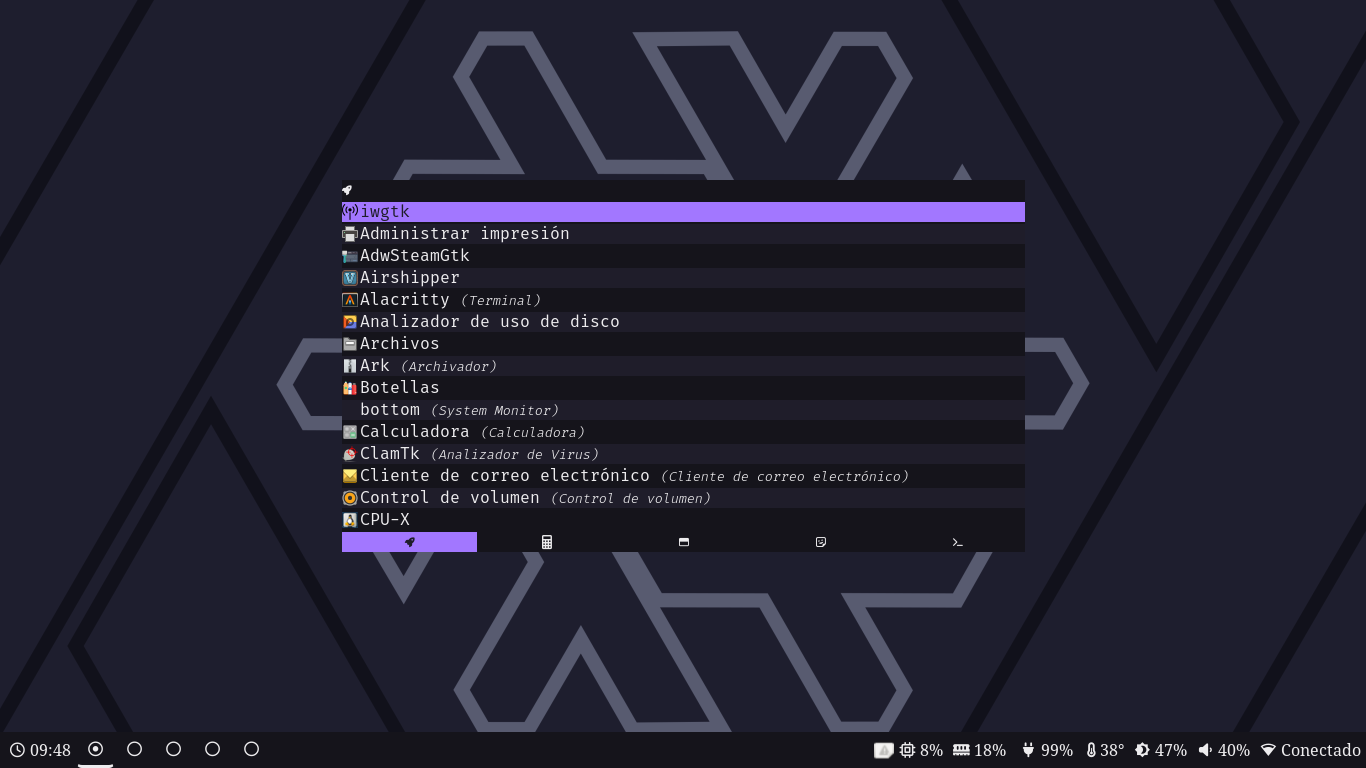 iwgtk
Administrar impresión
AdwSteamGtk
Airshipper
Alacritty (Terminal)
Analizador de uso de disco
Archivos
Ark (Archivador)
Botellas
bottom (System Monitor)
Calculadora (Calculadora)
ClamTk (Analizador de Virus)
Cliente de correo electrónico (Cliente de correo electrónico)
Control de volumen (Control de volumen)
CPU-X
09:48 8% 18% 99% 38° 47% 40% Conectado